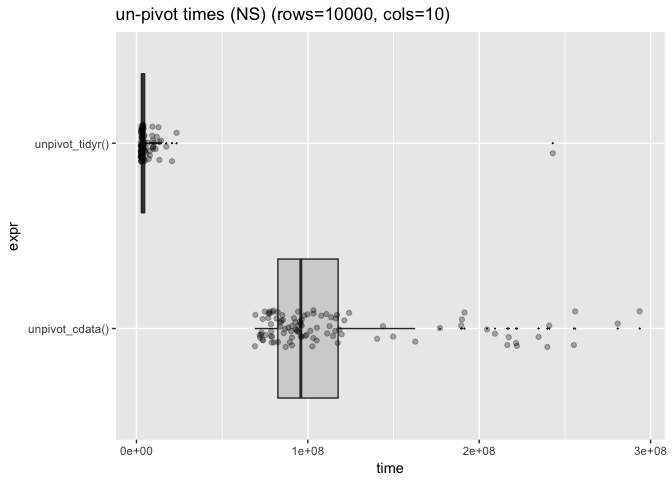 un-pivot times (NS) (rows=10000, cols=10)
expr
unpivot_tidyr()
unpivot_cdata()
0e+00 1e+08 2e+08 3e+08
time